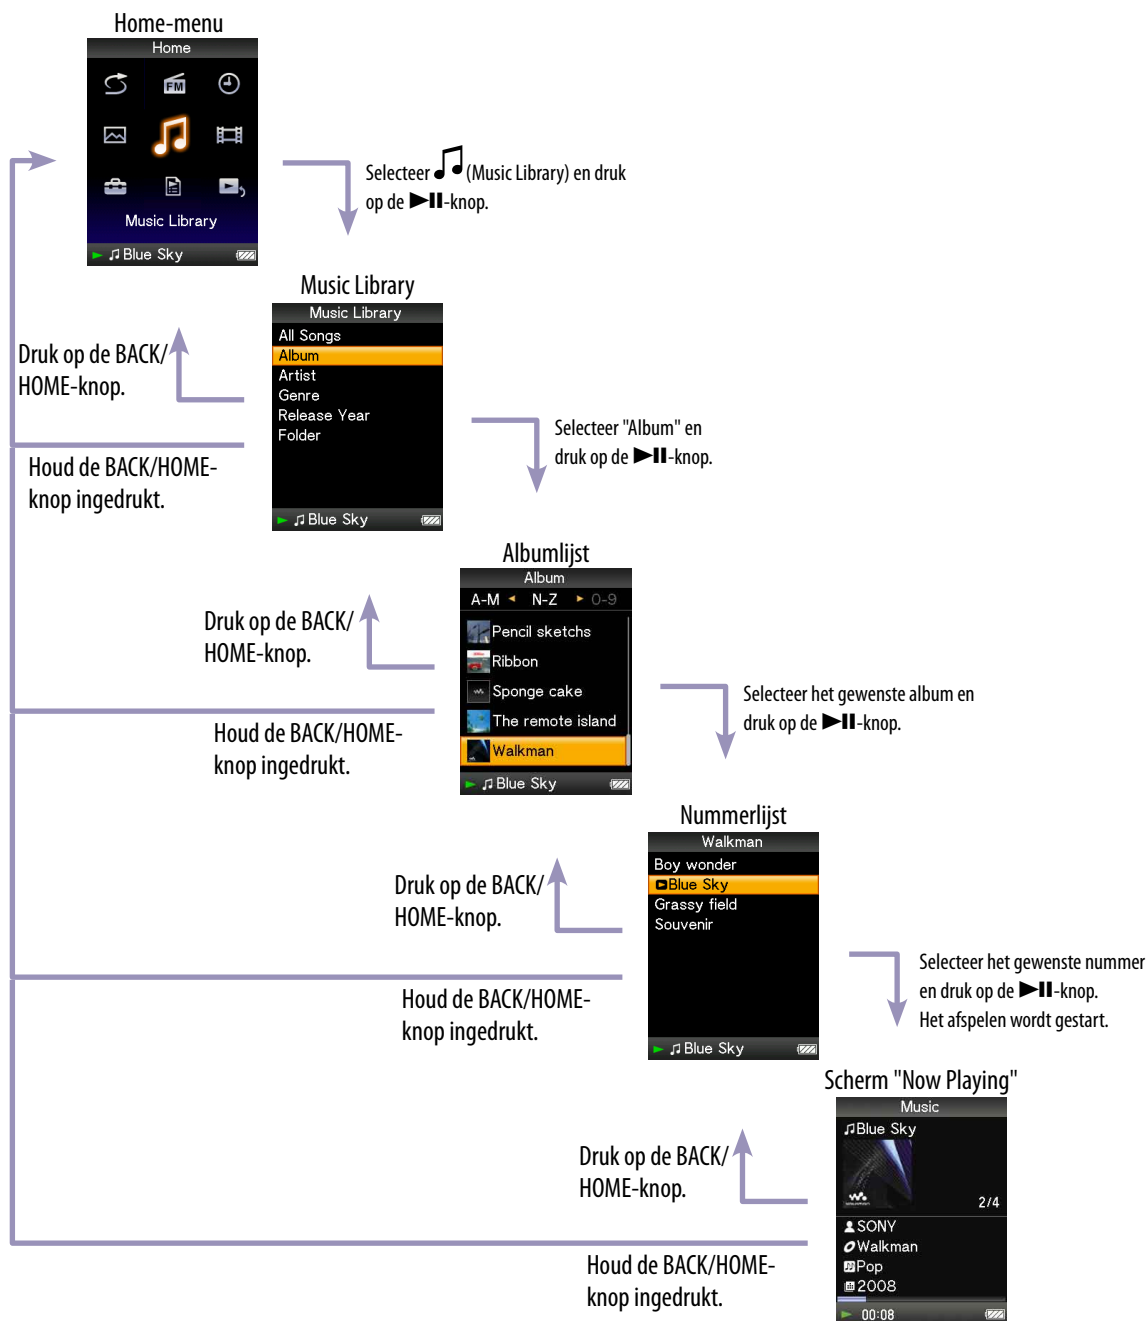 Home-menu
Home
FM
Music Library
Blue Sky
Selecteer (Music Library) en druk
op de ►II-knop.
Music Library
Music Library
All Songs
Album
Artist
Genre
Release Year
Folder
Blue Sky
Druk op de BACK/
HOME-knop.
Houd de BACK/HOME-
knop ingedrukt.
Selecteer "Album" en
druk op de ►II-knop.
Albumlijst
Album
A-M N-Z 0-9
Pencil sketchs
Ribbon
Sponge cake
The remote island
Walkman
Blue Sky
Druk op de BACK/
HOME-knop.
Houd de BACK/HOME-
knop ingedrukt.
Selecteer het gewenste album en
druk op de ►II-knop.
Nummerlijst
Walkman
Boy wonder
Blue Sky
Grassy field
Souvenir
Blue Sky
Druk op de BACK/
HOME-knop.
Houd de BACK/HOME-
knop ingedrukt.
Selecteer het gewenste nummer
en druk op de ►II-knop.
Het afspelen wordt gestart.
Scherm "Now Playing"
Music
Blue Sky
2/4
SONY
Walkman
Pop
2008
00:08
Druk op de BACK/
HOME-knop.
Houd de BACK/HOME-
knop ingedrukt.